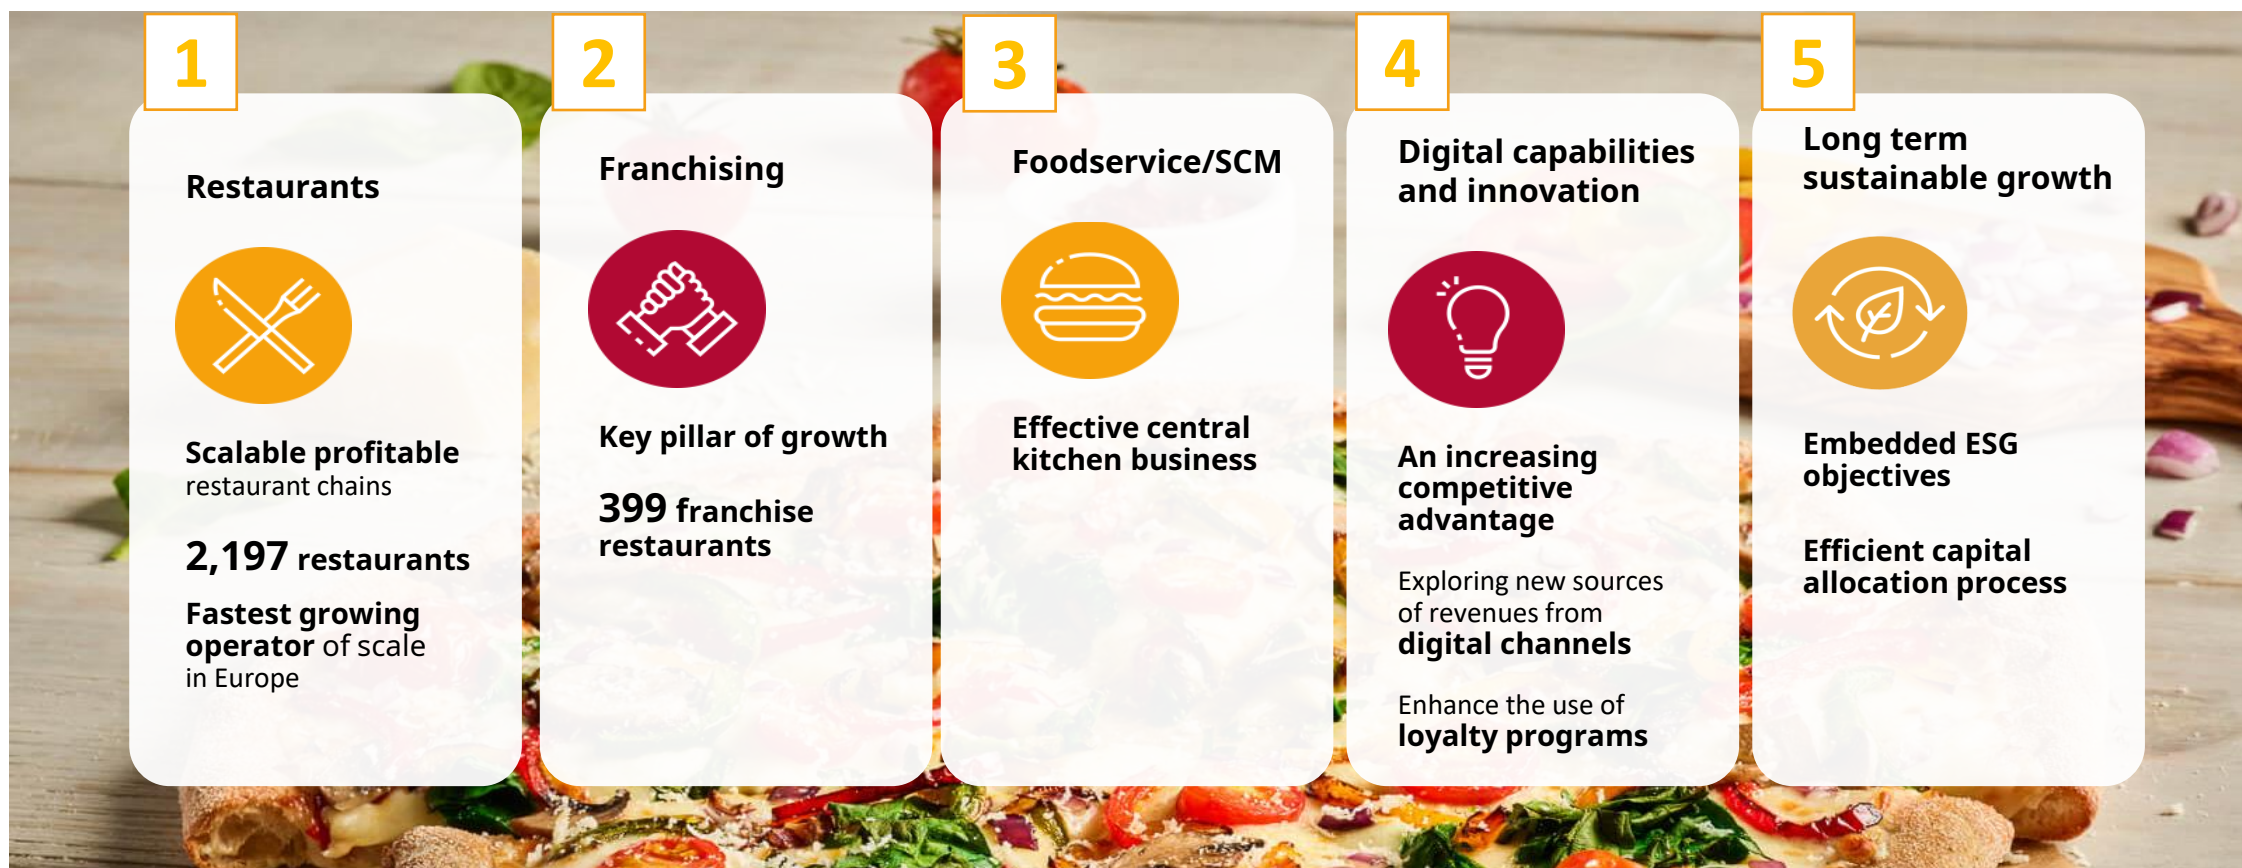 1
Restaurants
Scalable profitable
restaurant chains
2,197 restaurants
Fastest growing
operator of scale
in Europe
2
Franchising
Key pillar of growth
399 franchise
restaurants
3
Foodservice/SCM
Effective central
kitchen business
4
Digital capabilities
and innovation
An increasing
competitive
advantage
Exploring new sources
of revenues from
digital channels
Enhance the use of
loyalty programs
5
Long term
sustainable growth
Embedded ESG
objectives
Efficient capital
allocation process